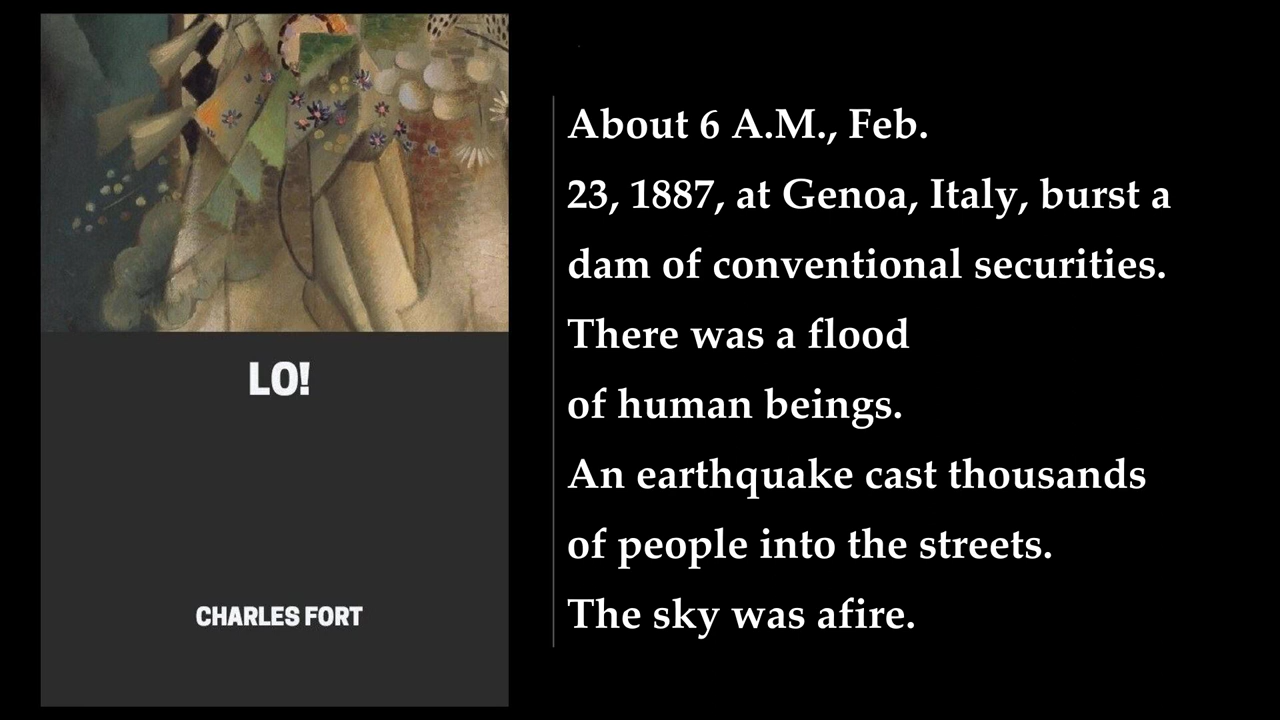 LO!
CHARLES FORT
About 6 A.M., Feb.
23, 1887, at Genoa, Italy, burst a
dam of conventional securities.
There was a flood
of human beings.
An earthquake cast thousands
of people into the streets.
The sky was afire.